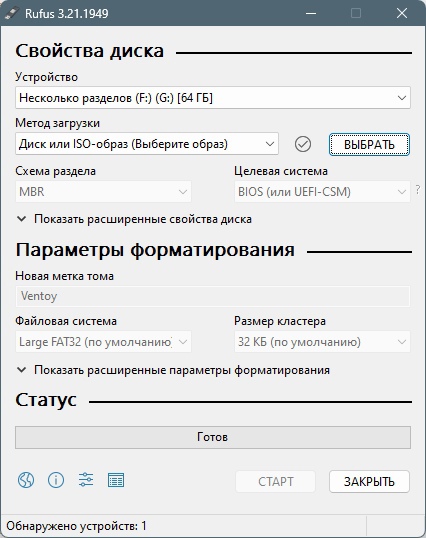 Rufus 3.21.1949
Свойства диска
Устройство
Несколько разделов (F:) (G:) [64 ГБ]
Метод загрузки
Диск или ISO-образ (Выберите образ)
ВЫБРАТЬ
Схема раздела
Целевая система
MBR
BIOS (или UEFI-CSM)
?
Показать расширенные свойства диска
Параметры форматирования
Новая метка тома
Ventoy
Файловая система
Размер кластера
Large FAT32 (по умолчанию)
32 КБ (по умолчанию)
Показать расширенные параметры форматирования
Статус
Готов
СТАРТ
ЗАКРЫТЬ
Обнаружено устройств: 1